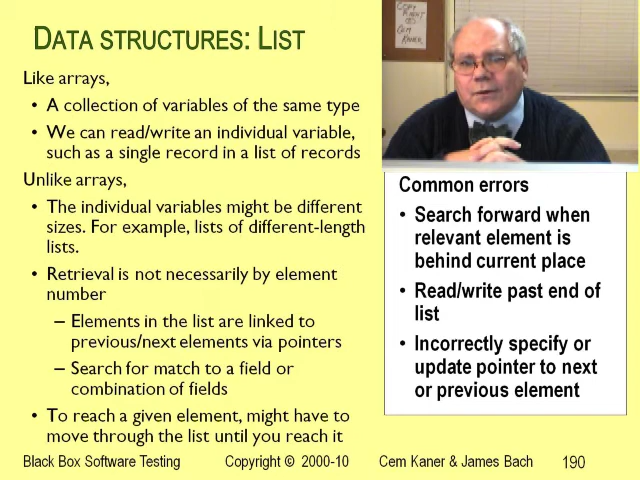 DATA STRUCTURES: LIST
Like arrays,
• A collection of variables of the same type
• We can read/write an individual variable,
such as a single record in a list of records
Unlike arrays,
• The individual variables might be different
sizes. For example, lists of different-length
lists.
• Retrieval is not necessarily by element
number
– Elements in the list are linked to
previous/next elements via pointers
– Search for match to a field or
combination of fields
• To reach a given element, might have to
move through the list until you reach it
COPY
RIGHT
CEM
KANER
Common errors
• Search forward when
relevant element is
behind current place
• Read/write past end of
list
• Incorrectly specify or
update pointer to next
or previous element
Black Box Software Testing Copyright © 2000-10 Cem Kaner & James Bach 190